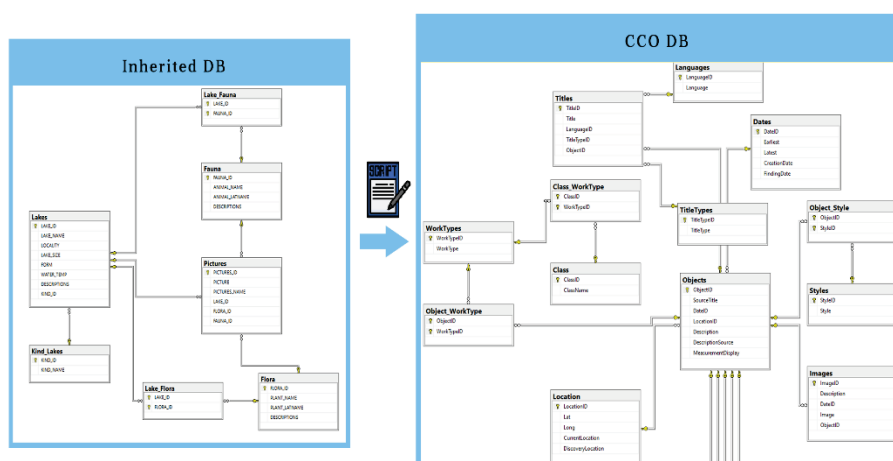 Inherited DB
Lake_Fauna
LAKE_ID
FAUNA_ID
Fauna
FAUNA_ID
ANIMAL_NAME
ANIMAL_LATNAME
DESCRIPTIONS
Lakes
LAKE_ID
LAKE_NAME
LOCALITY
LAKE_SIZE
FORM
WATER_TEMP
DESCRIPTIONS
KIND_ID
Pictures
PICTURES_ID
PICTURE
PICTURES_NAME
LAKE_ID
FLORA_ID
FAUNA_ID
Kind_Lakes
KIND_ID
KIND_NAME
Lake_Flora
LAKE_ID
FLORA_ID
Flora
FLORA_ID
PLANT_NAME
PLANT_LATNAME
DESCRIPTIONS
SCRIPT
CCO DB
Languages
LanguageID
Language
Titles
TitleID
Title
LanguageID
TitleTypeID
ObjectID
Dates
DateID
Earliest
Latest
CreationDate
FindingDate
Class_WorkType
ClassID
WorkTypeID
TitleTypes
TitleTypeID
TitleType
Object_Style
ObjectID
StyleID
WorkTypes
WorkTypeID
WorkType
Class
ClassID
ClassName
Objects
ObjectID
SourceTitle
DateID
LocationID
Description
DescriptionSource
MeasurementDisplay
Styles
StyleID
Style
Object_WorkType
ObjectID
WorkTypeID
Images
ImageID
Description
DateID
Image
ObjectID
Location
LocationID
Lat
Long
CurrentLocation
DiscoveryLocation